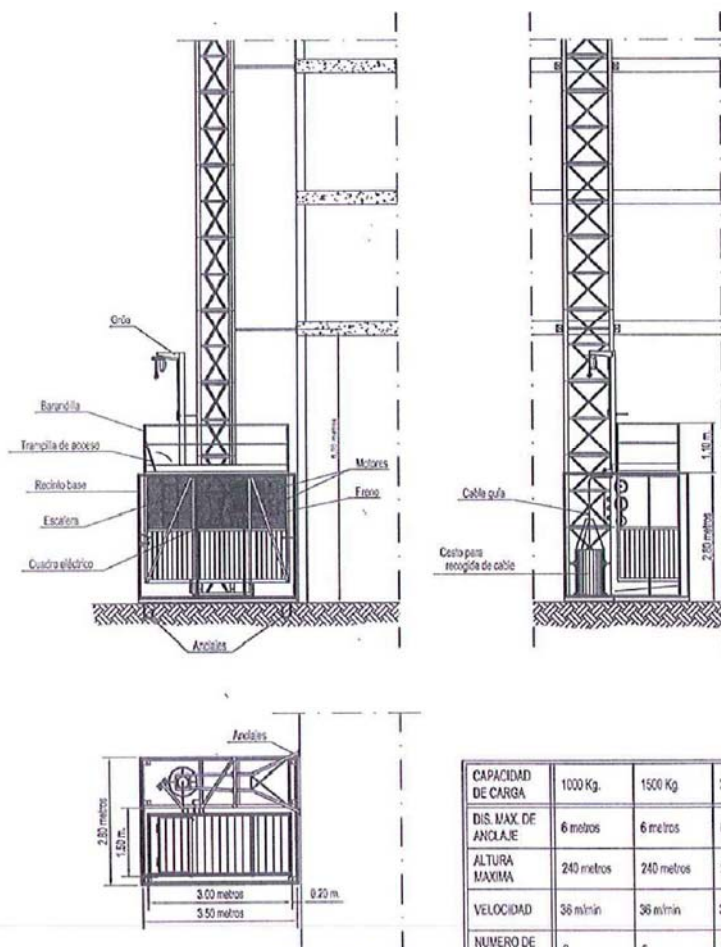 Grúa
Barandilla
Trampilla de acceso
Recinto base
Escalera
Cuadro eléctrico
Motores
Freno
Anclajes
Cable guía
Cesto para
recogida de cable
1,10 m.
2,80 metros
Anclajes
2,80 metros
1,50 m.
3.00 metros
0.20 m.
3.50 metros
CAPACIDAD DE CARGA 1000 Kg. 1500 Kg
DIS. MAX. DE ANCLAJE 6 metros 6 metros
ALTURA MAXIMA 240 metros 240 metros
VELOCIDAD 36 m/min 36 m/min
NUMERO DE